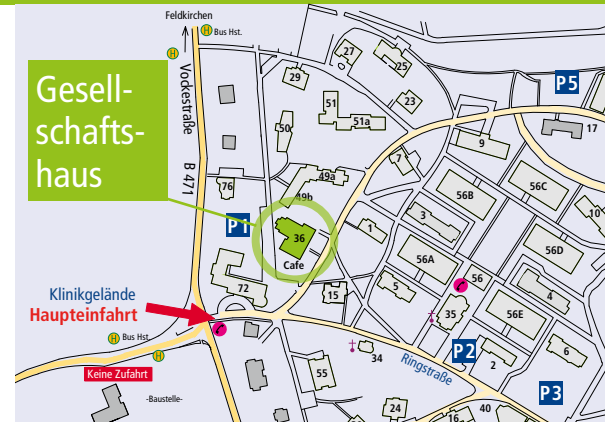 Feldkirchen
H Bus Hst.
H
Vockestraße
B 471
Gesell-
schafts-
haus
27
25
29
23
P5
51
51a
17
50
9
7
49a
49b
76
56B
56C
10
P1
36
Cafe
1
3
56A
56D
72
15
5
56
4
35
56E
Klinikgelände
Haupteinfahrt
H Bus Hst.
H
Keine Zufahrt
34
Ringstraße
P2
2
6
55
P3
-Baustelle-
24
16
40